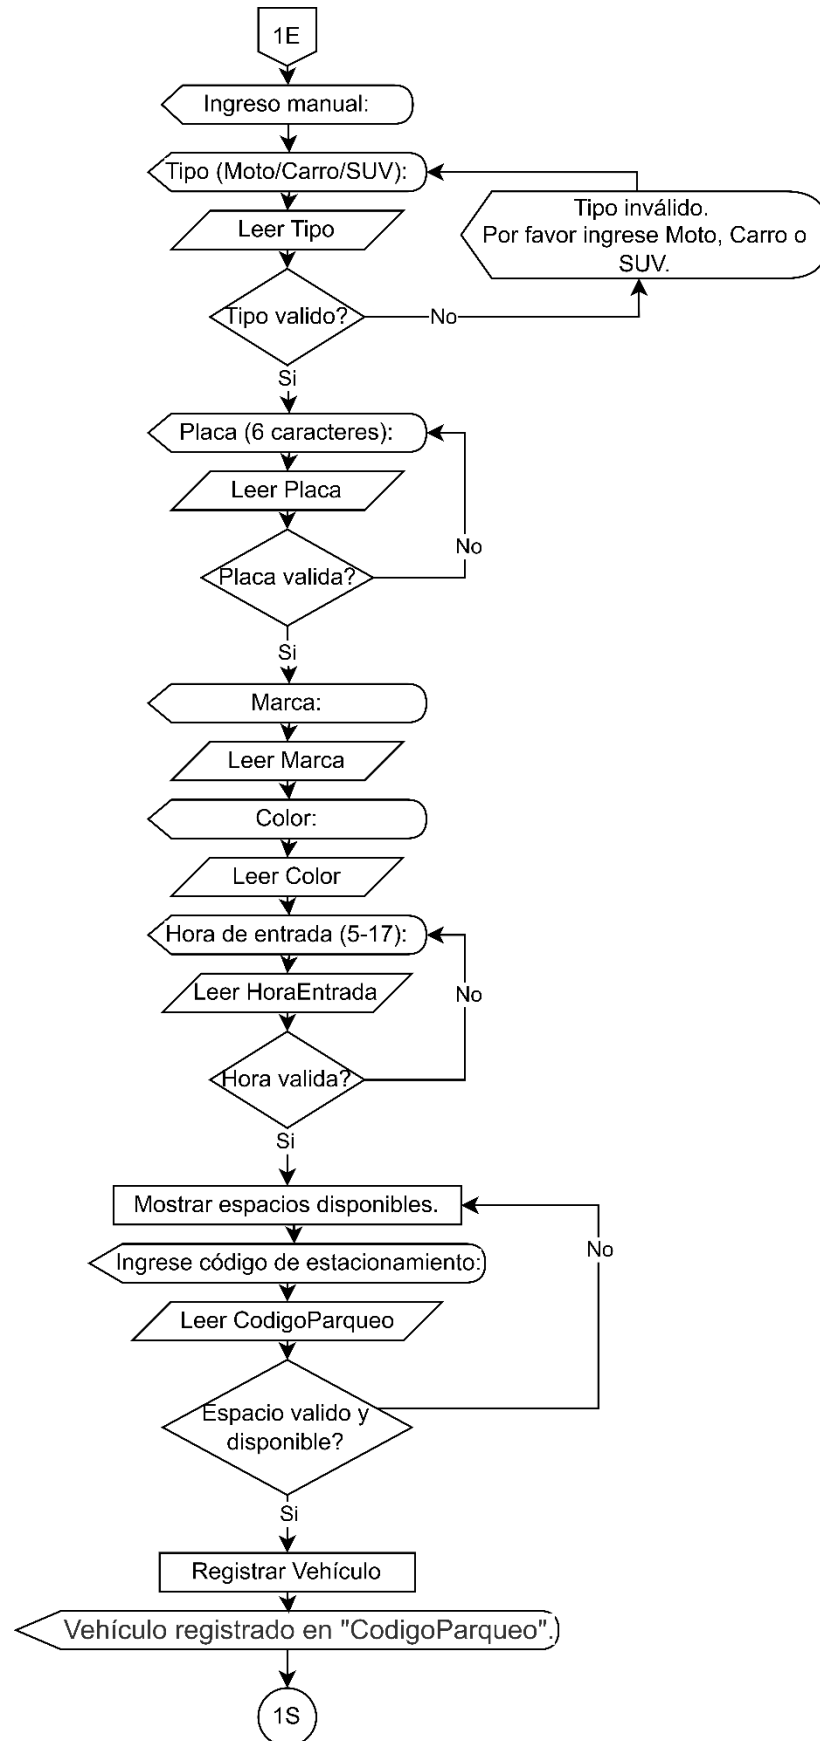 1E
Ingreso manual:
Tipo (Moto/Carro/SUV):
Tipo inválido.
Por favor ingrese Moto, Carro o
SUV.
Leer Tipo
Tipo valido?
No
Si
Placa (6 caracteres):
Leer Placa
No
Placa valida?
Si
Marca:
Leer Marca
Color:
Leer Color
Hora de entrada (5-17):
Leer HoraEntrada
No
Hora valida?
Si
Mostrar espacios disponibles.
No
Ingrese código de estacionamiento:
Leer CodigoParqueo
Espacio valido y
disponible?
Si
Registrar Vehículo
Vehículo registrado en "CodigoParqueo".
1S